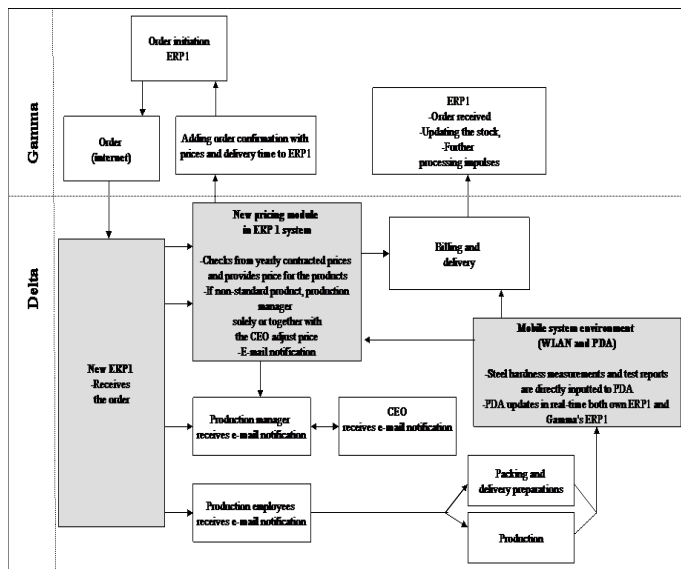 Gamma
Order initiation
ERP1
Order
(internet)
Adding order confirmation with
prices and delivery time to ERP1
ERP1
-Order received
-Updating the stock,
-Further
processing impulses
Delta
New ERP1
-Receives
the order
New pricing module
in ERP 1 system
-Checks from yearly contracted prices
and provides price for the products
-If non-standard product, production
manager
solely or together with
the CEO adjust price
-E-mail notification
Billing and
delivery
Mobile system environment
(WLAN and PDA)
-Steel hardness measurements and test reports
are directly inputted to PDA
-PDA updates in real-time both own ERP1 and
Gamma's ERP1
Production manager
receives e-mail notification
CEO
receives e-mail notification
Production employees
receives e-mail notification
Packing and
delivery preparations
Production